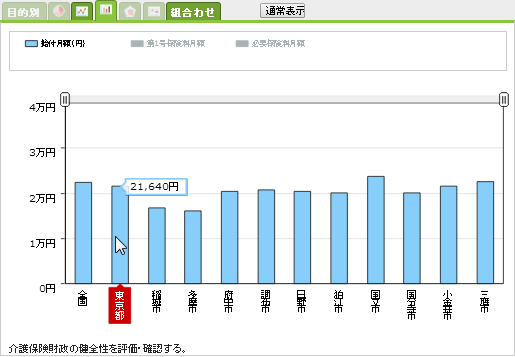 目的別 組合わせ 通常表示
給付月額(円) 第1号保険料月額 必要保険料月額
4万円
3万円
2万円
1万円
0円
21,640円
全国 東京都 稲城市 多摩市 府中市 調布市 日野市 狛江市 国立市 国分寺市 小金井市 三鷹市
介護保険財政の健全性を評価・確認する。